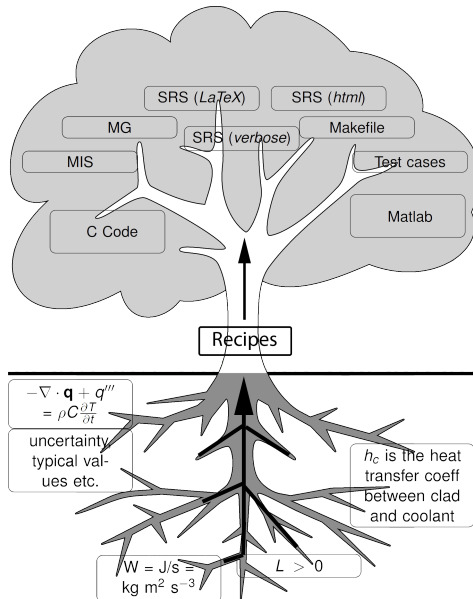 SRS (LaTeX)
SRS (html)
MG
SRS (verbose)
Makefile
MIS
Test cases
C Code
Matlab
Recipes
−∇ · q + q′′′
= ρC ∂T/∂t
uncertainty,
typical val-
ues etc.
h_c is the heat
transfer coeff
between clad
and coolant
W = J/s =
kg m² s⁻³
L > 0